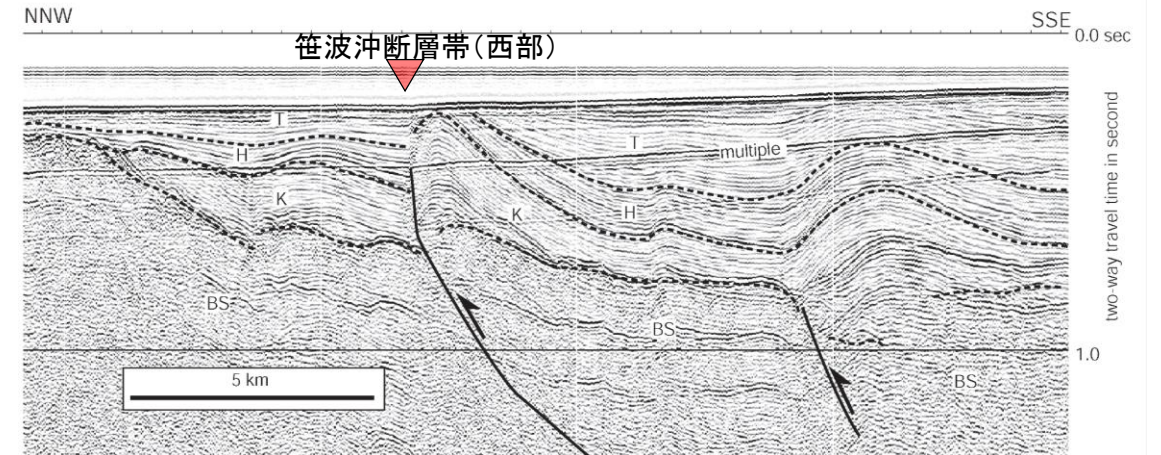 NNW
SSE
0.0 sec
笹波沖断層帯（西部）
T
T
H
multiple
K
K
H
BS
BS
1.0
BS
5 km
two-way travel time in second